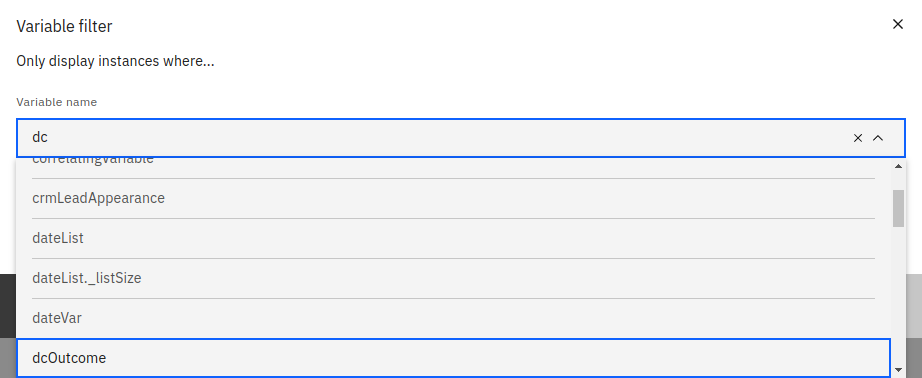 Variable filter
Only display instances where...
Variable name
dc
correlatingVariable
crmLeadAppearance
dateList
dateList._listSize
dateVar
dcOutcome